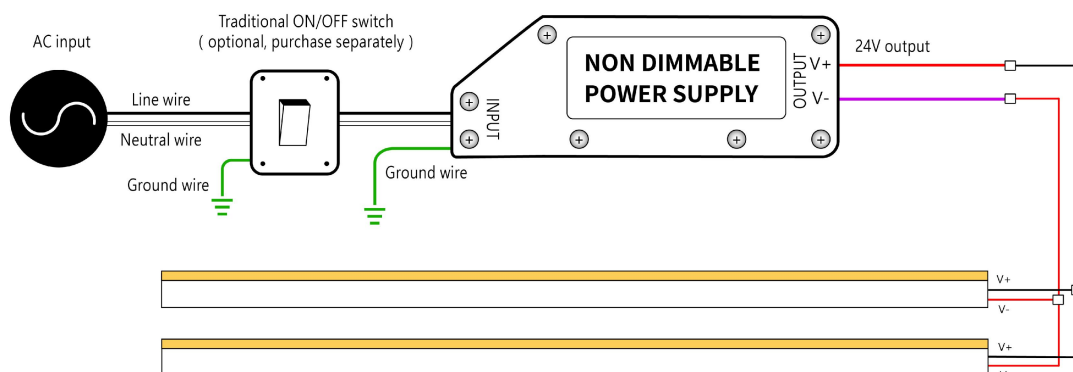 Traditional ON/OFF switch
( optional, purchase separately )
AC input
Line wire
Neutral wire
Ground wire
Ground wire
INPUT
NON DIMMABLE
POWER SUPPLY
OUTPUT
V+
V-
24V output
V+
V-
V+